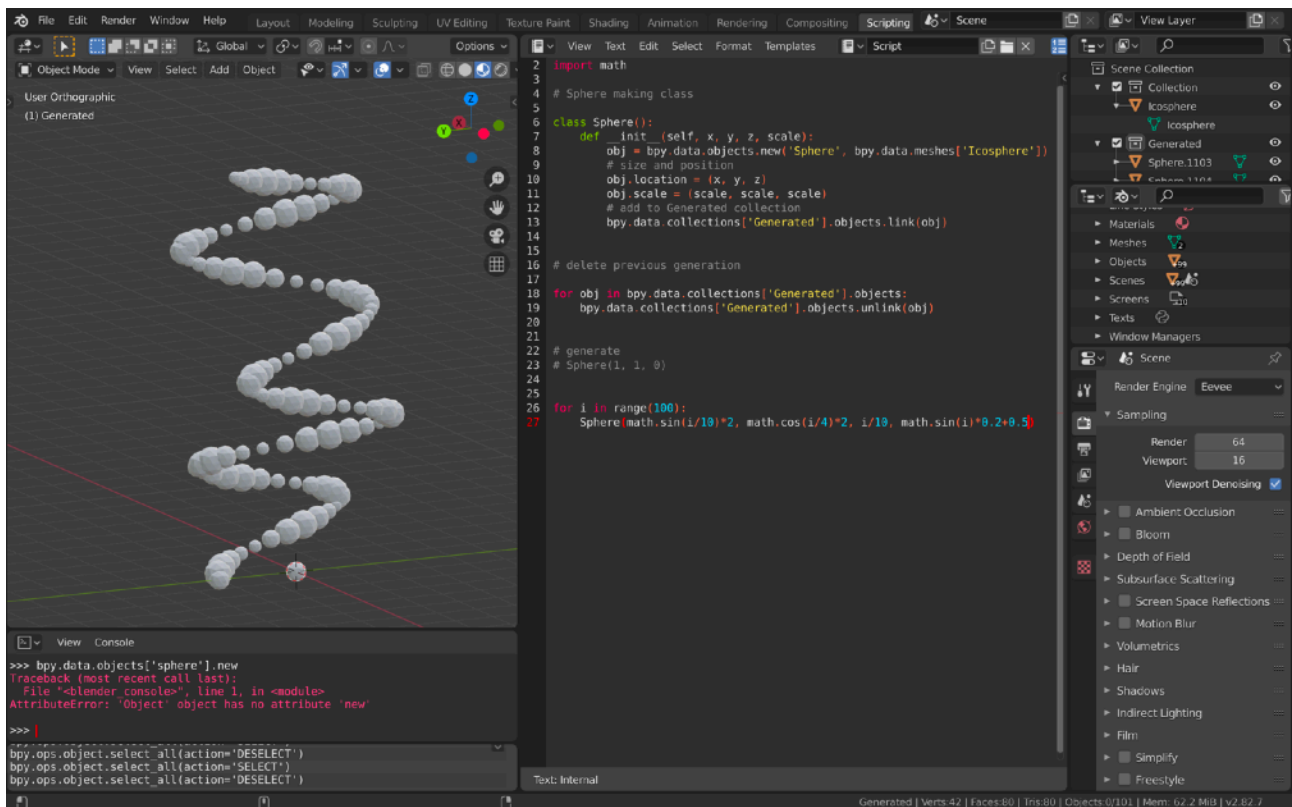 File Edit Render Window Help Layout Modeling Sculpting UV Editing Texture Paint Shading Animation Rendering Compositing Scripting Scene View Layer
Global Options
Object Mode View Select Add Object
User Orthographic
(1) Generated
Z
Y
X
View Console
>>> bpy.data.objects['sphere'].new
Traceback (most recent call last):
File "<blender_console>", line 1, in <module>
AttributeError: 'Object' object has no attribute 'new'
>>>
bpy.ops.object.select_all(action='DESELECT')
bpy.ops.object.select_all(action='SELECT')
bpy.ops.object.select_all(action='DESELECT')
View Text Edit Select Format Templates Script
2 import math
3
4 # Sphere making class
5
6 class Sphere():
7 def __init__(self, x, y, z, scale):
8 obj = bpy.data.objects.new('Sphere', bpy.data.meshes['Icosphere'])
9 # size and position
10 obj.location = (x, y, z)
11 obj.scale = (scale, scale, scale)
12 # add to Generated collection
13 bpy.data.collections['Generated'].objects.link(obj)
14
15
16 # delete previous generation
17
18 for obj in bpy.data.collections['Generated'].objects:
19 bpy.data.collections['Generated'].objects.unlink(obj)
20
21
22 # generate
23 # Sphere(1, 1, 0)
24
25
26 for i in range(100):
27 Sphere(math.sin(i/10)*2, math.cos(i/4)*2, i/10, math.sin(i)*0.2+0.5)
Text: Internal
Scene Collection
Collection
Icosphere
Icosphere
Generated
Sphere.1103
Sphere.1104
Materials
Meshes 2
Objects 99
Scenes
Screens
Texts
Window Managers
Scene
Render Engine Eevee
Sampling
Render 64
Viewport 16
Viewport Denoising
Ambient Occlusion
Bloom
Depth of Field
Subsurface Scattering
Screen Space Reflections
Motion Blur
Volumetrics
Hair
Shadows
Indirect Lighting
Film
Simplify
Freestyle
Generated | Verts:42 | Faces:80 | Tris:80 | Objects:0/101 | Mem: 62.2 MiB | v2.82.7